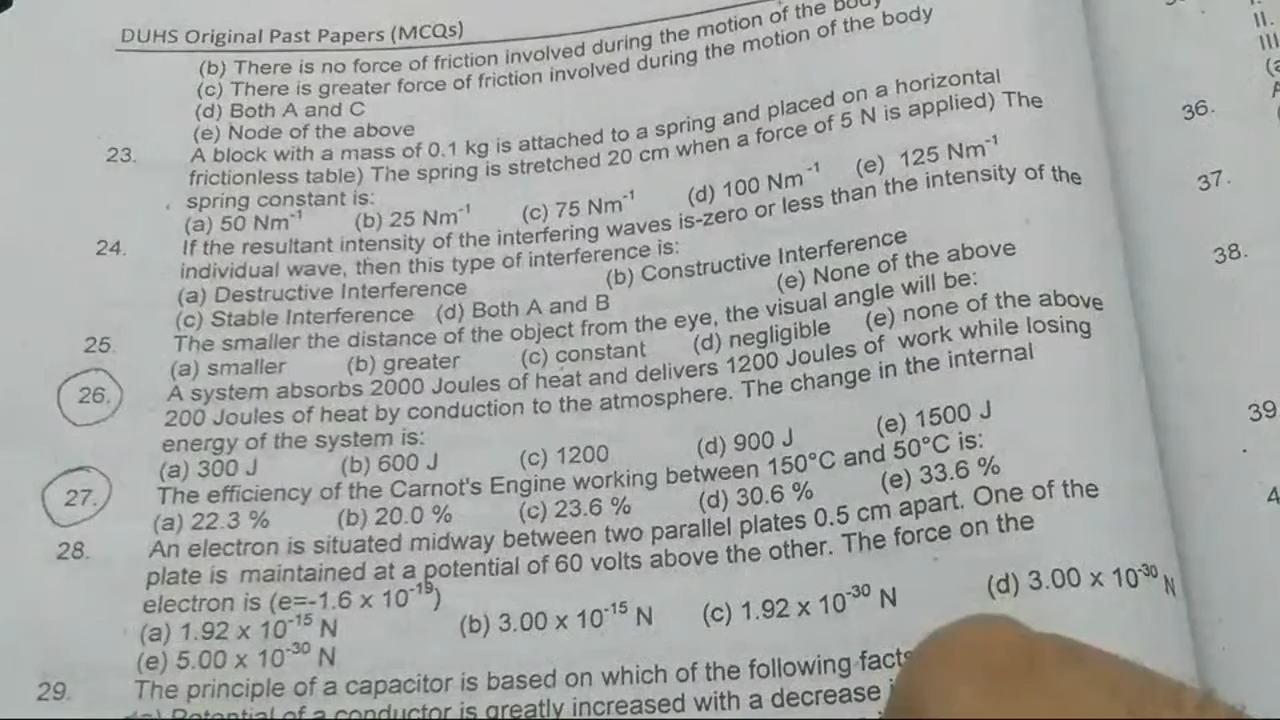 DUHS Original Past Papers (MCQs)
(b) There is no force of friction involved during the motion of the body
(c) There is greater force of friction involved during the motion of the body
(d) Both A and C
(e) Node of the above
23. A block with a mass of 0.1 kg is attached to a spring and placed on a horizontal
frictionless table) The spring is stretched 20 cm when a force of 5 N is applied) The
spring constant is:
(a) 50 Nm⁻¹ (b) 25 Nm⁻¹ (c) 75 Nm⁻¹ (d) 100 Nm⁻¹ (e) 125 Nm⁻¹
24. If the resultant intensity of the interfering waves is-zero or less than the intensity of the
individual wave, then this type of interference is:
(a) Destructive Interference (b) Constructive Interference
(c) Stable Interference (d) Both A and B (e) None of the above
25. The smaller the distance of the object from the eye, the visual angle will be:
(a) smaller (b) greater (c) constant (d) negligible (e) none of the above
26. A system absorbs 2000 Joules of heat and delivers 1200 Joules of work while losing
200 Joules of heat by conduction to the atmosphere. The change in the internal
energy of the system is:
(a) 300 J (b) 600 J (c) 1200 (d) 900 J (e) 1500 J
27. The efficiency of the Carnot's Engine working between 150°C and 50°C is:
(a) 22.3 % (b) 20.0 % (c) 23.6 % (d) 30.6 % (e) 33.6 %
28. An electron is situated midway between two parallel plates 0.5 cm apart. One of the
plate is maintained at a potential of 60 volts above the other. The force on the
electron is (e=-1.6 x 10⁻¹⁹)
(a) 1.92 x 10⁻¹⁵ N (b) 3.00 x 10⁻¹⁵ N (c) 1.92 x 10⁻³⁰ N (d) 3.00 x 10⁻³⁰ N
(e) 5.00 x 10⁻³⁰ N
29. The principle of a capacitor is based on which of the following facts
Potential of a conductor is greatly increased with a decrease
II.
III
36.
37.
38.
39
4